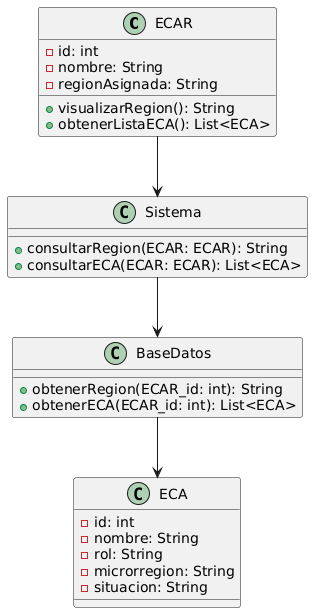 C ECAR
id: int
nombre: String
regionAsignada: String
visualizarRegion(): String
obtenerListaECA(): List<ECA>
C Sistema
consultarRegion(ECAR: ECAR): String
consultarECA(ECAR: ECAR): List<ECA>
C BaseDatos
obtenerRegion(ECAR_id: int): String
obtenerECA(ECAR_id: int): List<ECA>
C ECA
id: int
nombre: String
rol: String
microrregion: String
situacion: String